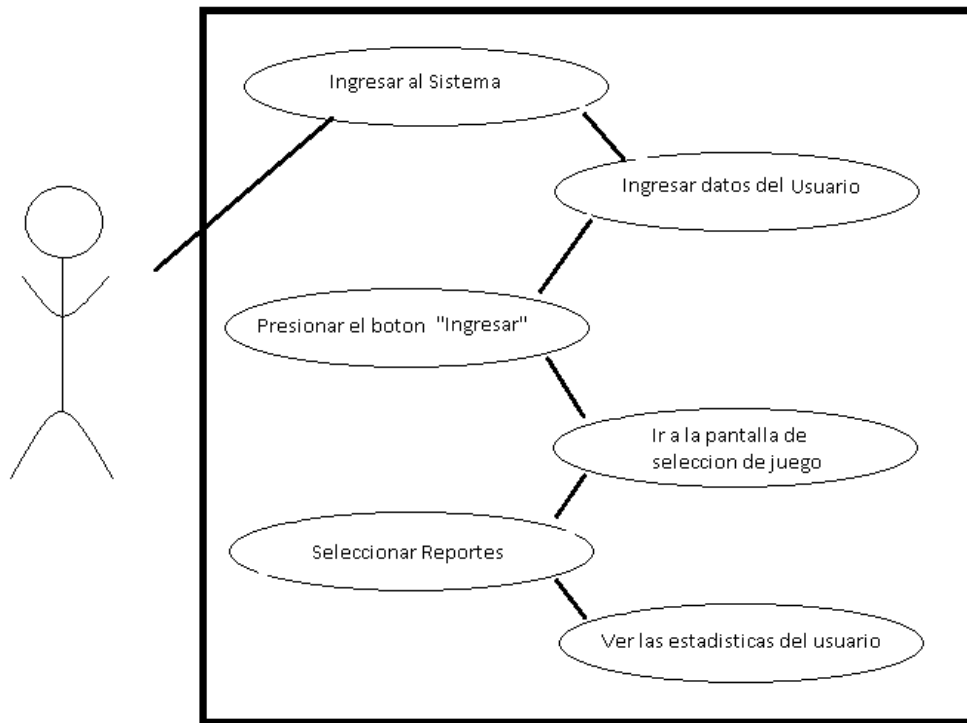 Ingresar al Sistema
Ingresar datos del Usuario
Presionar el boton "Ingresar"
Ir a la pantalla de
seleccion de juego
Seleccionar Reportes
Ver las estadisticas del usuario